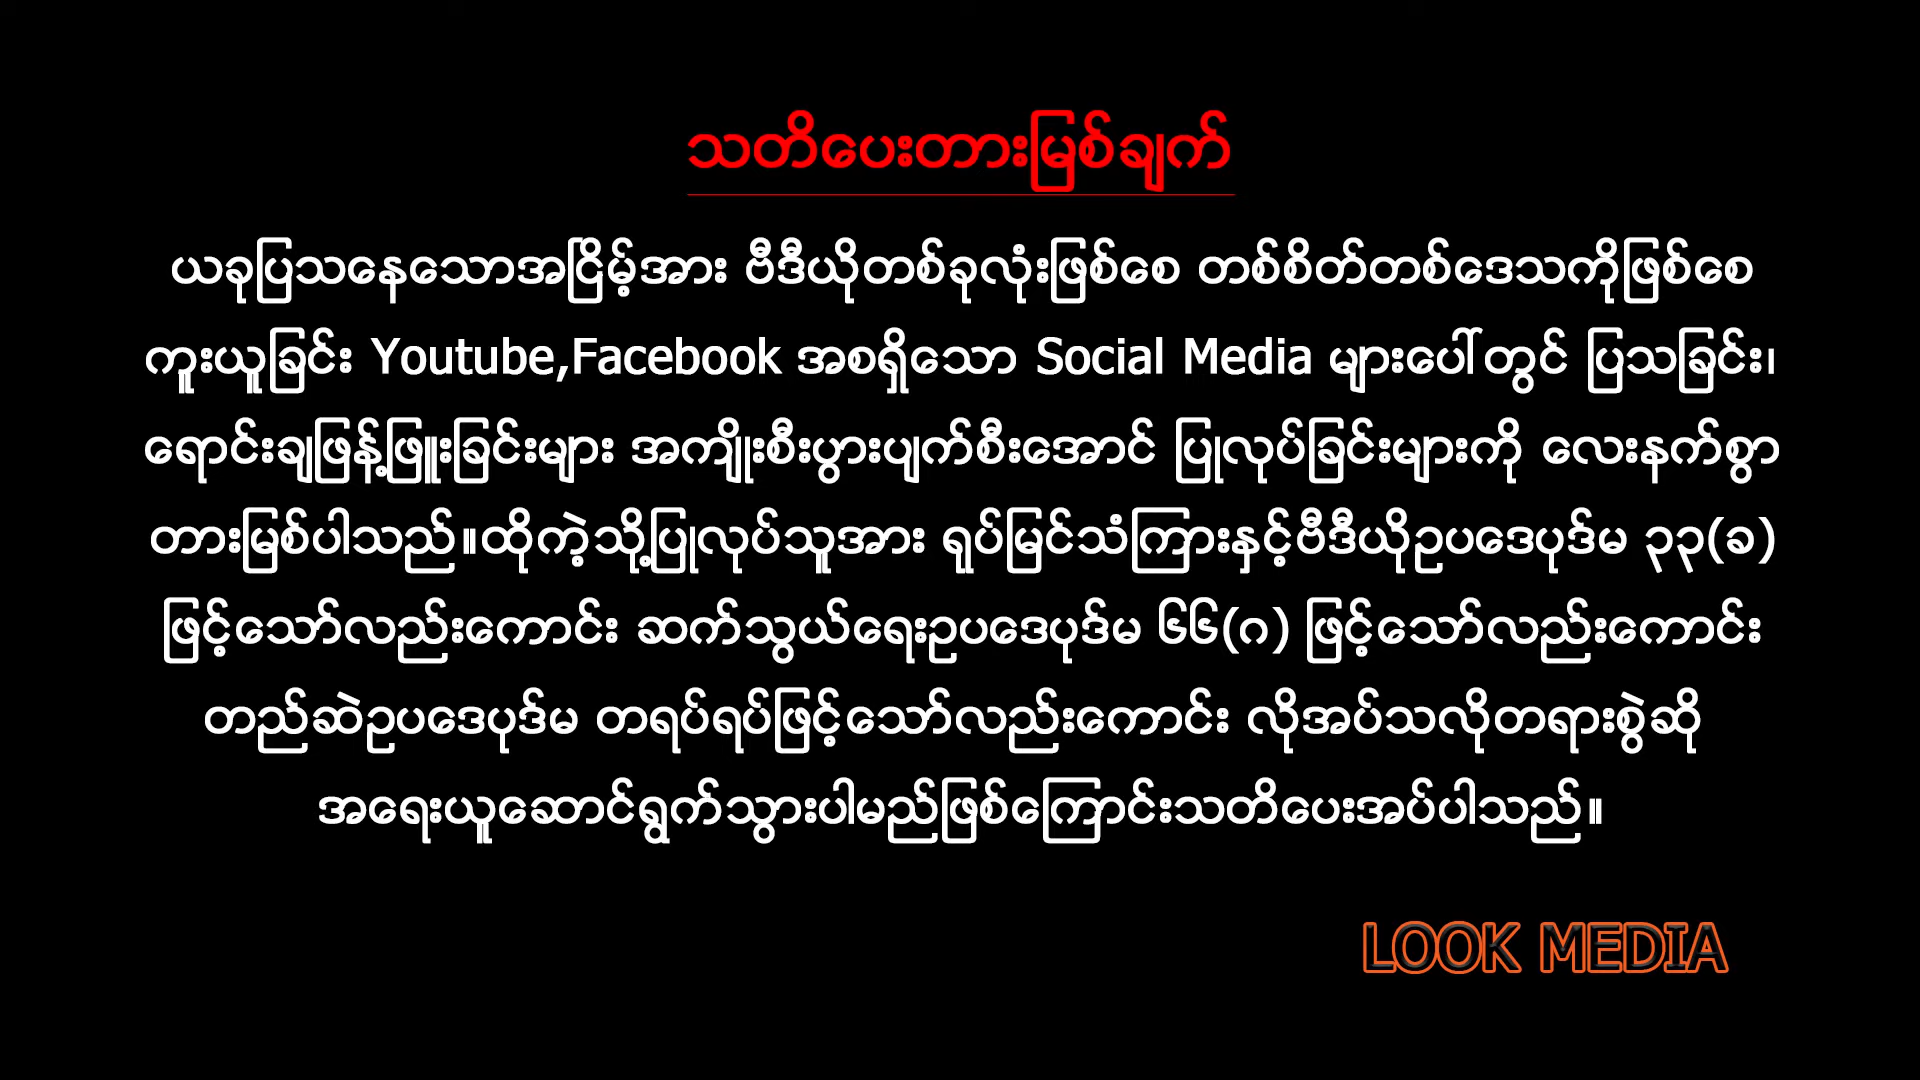 သတိပေးတားမြစ်ချက်
ယခုပြသနေသောအငြိမ့်အား ဗီဒီယိုတစ်ခုလုံးဖြစ်စေ တစ်စိတ်တစ်ဒေသကိုဖြစ်စေ
ကူးယူခြင်း Youtube,Facebook အစရှိသော Social Media များပေါ်တွင် ပြသခြင်း၊
ရောင်းချဖြန့်ဖြူးခြင်းများ အကျိုးစီးပွားပျက်စီးအောင် ပြုလုပ်ခြင်းများကို လေးနက်စွာ
တားမြစ်ပါသည်။ထိုကဲ့သို့ပြုလုပ်သူအား ရုပ်မြင်သံကြားနှင့်ဗီဒီယိုဥပဒေပုဒ်မ ၃၃(ခ)
ဖြင့်သော်လည်းကောင်း ဆက်သွယ်ရေးဥပဒေပုဒ်မ ၆၆(ဂ) ဖြင့်သော်လည်းကောင်း
တည်ဆဲဥပဒေပုဒ်မ တရပ်ရပ်ဖြင့်သော်လည်းကောင်း လိုအပ်သလိုတရားစွဲဆို
အရေးယူဆောင်ရွက်သွားပါမည်ဖြစ်ကြောင်းသတိပေးအပ်ပါသည်။
LOOK MEDIA